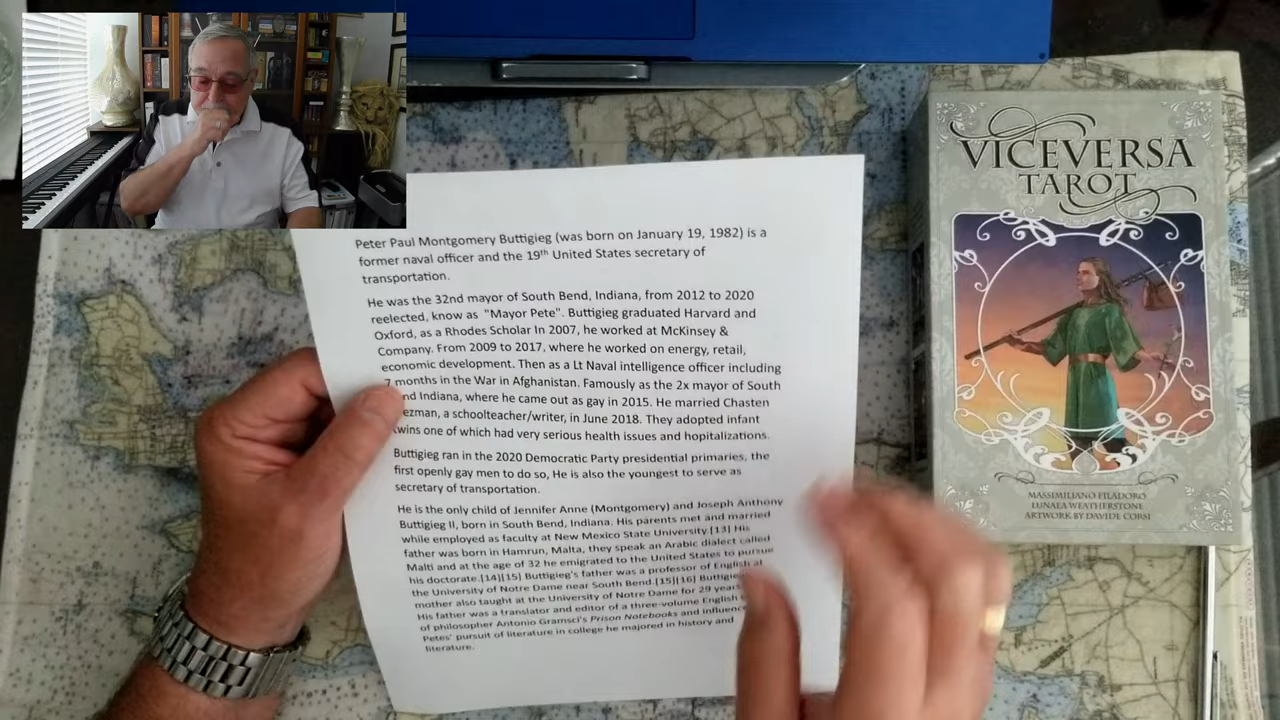 Peter Paul Montgomery Buttigieg (was born on January 19, 1982) is a
former naval officer and the 19th United States secretary of
transportation.
He was the 32nd mayor of South Bend, Indiana, from 2012 to 2020
reelected, know as "Mayor Pete". Buttigieg graduated Harvard and
Oxford, as a Rhodes Scholar In 2007, he worked at McKinsey &
Company. From 2009 to 2017, where he worked on energy, retail,
economic development. Then as a Lt Naval intelligence officer including
7 months in the War in Afghanistan. Famously as the 2x mayor of South
nd Indiana, where he came out as gay in 2015. He married Chasten
ezman, a schoolteacher/writer, in June 2018. They adopted infant
twins one of which had very serious health issues and hopitalizations.
Buttigieg ran in the 2020 Democratic Party presidential primaries, the
first openly gay men to do so, He is also the youngest to serve as
secretary of transportation.
He is the only child of Jennifer Anne (Montgomery) and Joseph Anthony
Buttigieg II, born in South Bend, Indiana. His parents met and married
while employed as faculty at New Mexico State University.[13] His
father was born in Hamrun, Malta, they speak an Arabic dialect called
Malti and at the age of 32 he emigrated to the United States to pursue
his doctorate.[14][15] Buttigieg's father was a professor of English at
the University of Notre Dame near South Bend.[15][16] Buttigieg
mother also taught at the University of Notre Dame for 29 years
His father was a translator and editor of a three-volume English
of philosopher Antonio Gramsci's Prison Notebooks and influenc
Petes' pursuit of literature in college he majored in history and
literature.
VICEVERSA
TAROT
MASSIMILIANO FILADORO
LUNAEA WEATHERSTONE
ARTWORK BY DAVIDE CORSI